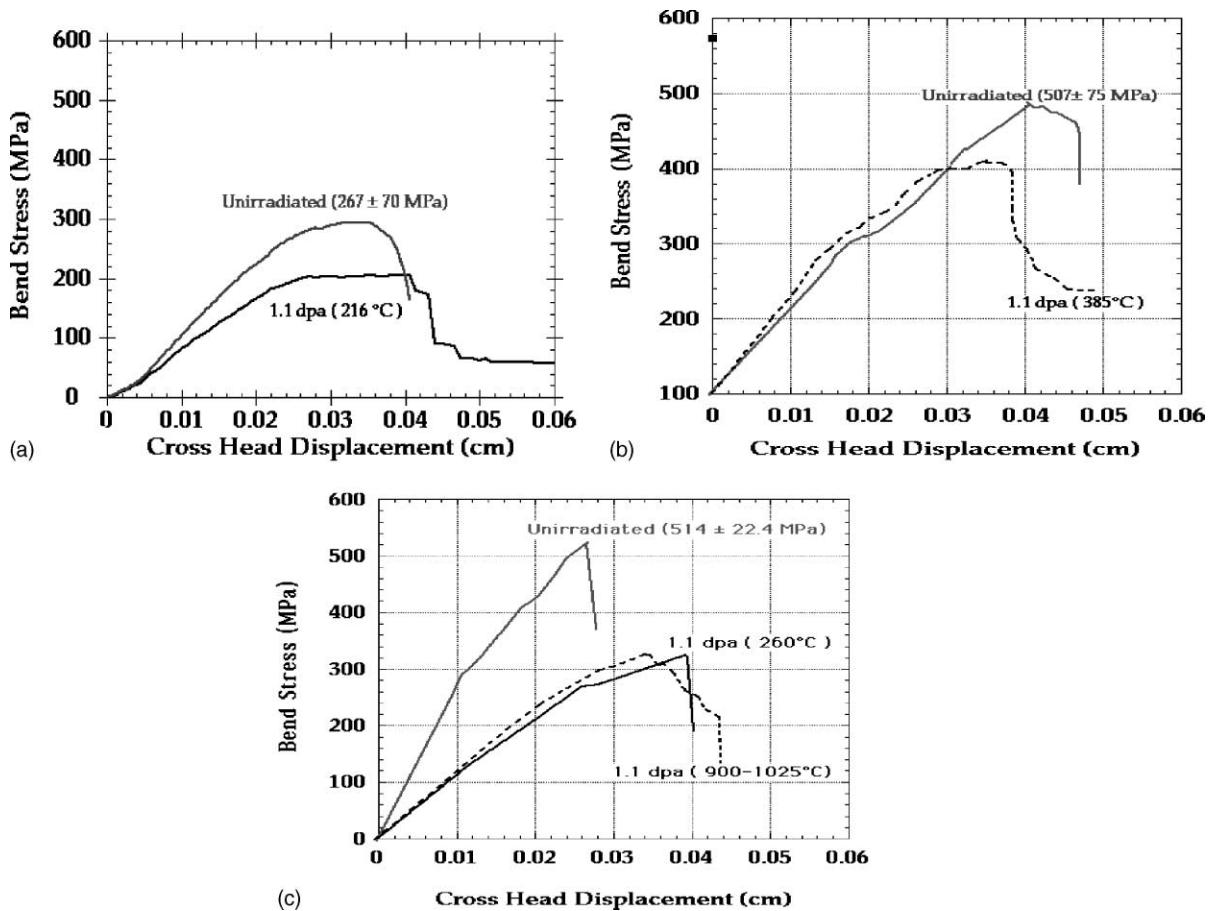 600
500
400
300
200
100
0
Bend Stress (MPa)
Unirradiated (267 ± 70 MPa)
1.1 dpa ( 216 °C )
0 0.01 0.02 0.03 0.04 0.05 0.06
Cross Head Displacement (cm)
(a)
600
500
400
300
200
100
Bend Stress (MPa)
Unirradiated (507± 75 MPa)
1.1 dpa ( 385°C )
0 0.01 0.02 0.03 0.04 0.05 0.06
Cross Head Displacement (cm)
(b)
600
500
400
300
200
100
0
Bend Stress (MPa)
Unirradiated (514 ± 22.4 MPa)
1.1 dpa ( 260°C )
1.1 dpa ( 900-1025°C )
0 0.01 0.02 0.03 0.04 0.05 0.06
Cross Head Displacement (cm)
(c)